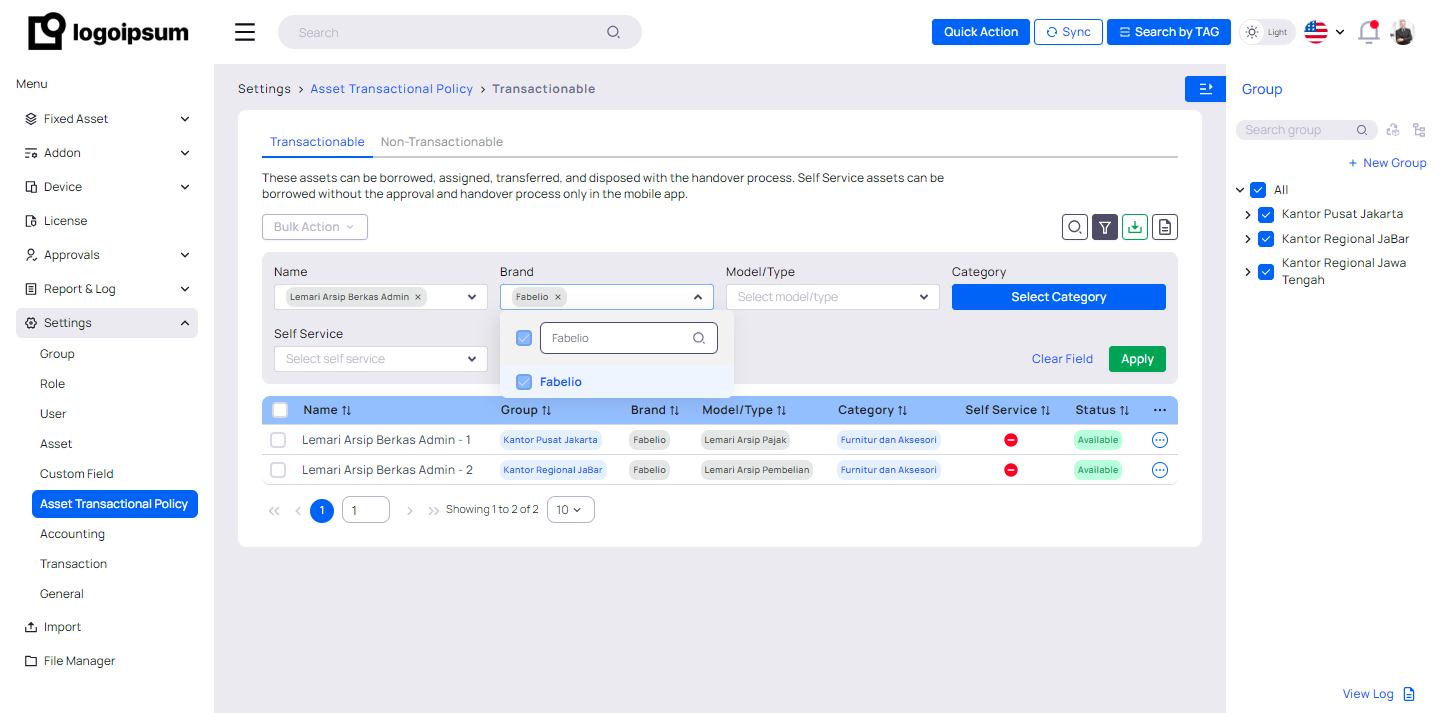 logoipsum
Search
Quick Action
Sync
Search by TAG
Light
Menu
Fixed Asset
Addon
Device
License
Approvals
Report & Log
Settings
Group
Role
User
Asset
Custom Field
Asset Transactional Policy
Accounting
Transaction
General
Import
File Manager
Settings > Asset Transactional Policy > Transactionable
Transactionable Non-Transactionable
These assets can be borrowed, assigned, transferred, and disposed with the handover process. Self Service assets can be
borrowed without the approval and handover process only in the mobile app.
Bulk Action
Name Brand Model/Type Category
Lemari Arsip Berkas Admin × Fabelio × Select model/type Select Category
Self Service
Select self service
Fabelio
Fabelio
Clear Field Apply
Name Group Brand Model/Type Category Self Service Status ...
Lemari Arsip Berkas Admin - 1 Kantor Pusat Jakarta Fabelio Lemari Arsip Pajak Furnitur dan Aksesori Available
Lemari Arsip Berkas Admin - 2 Kantor Regional JaBar Fabelio Lemari Arsip Pembelian Furnitur dan Aksesori Available
<< < 1 1 > >> Showing 1 to 2 of 2 10
Group
Search group
+ New Group
All
Kantor Pusat Jakarta
Kantor Regional JaBar
Kantor Regional Jawa
Tengah
View Log